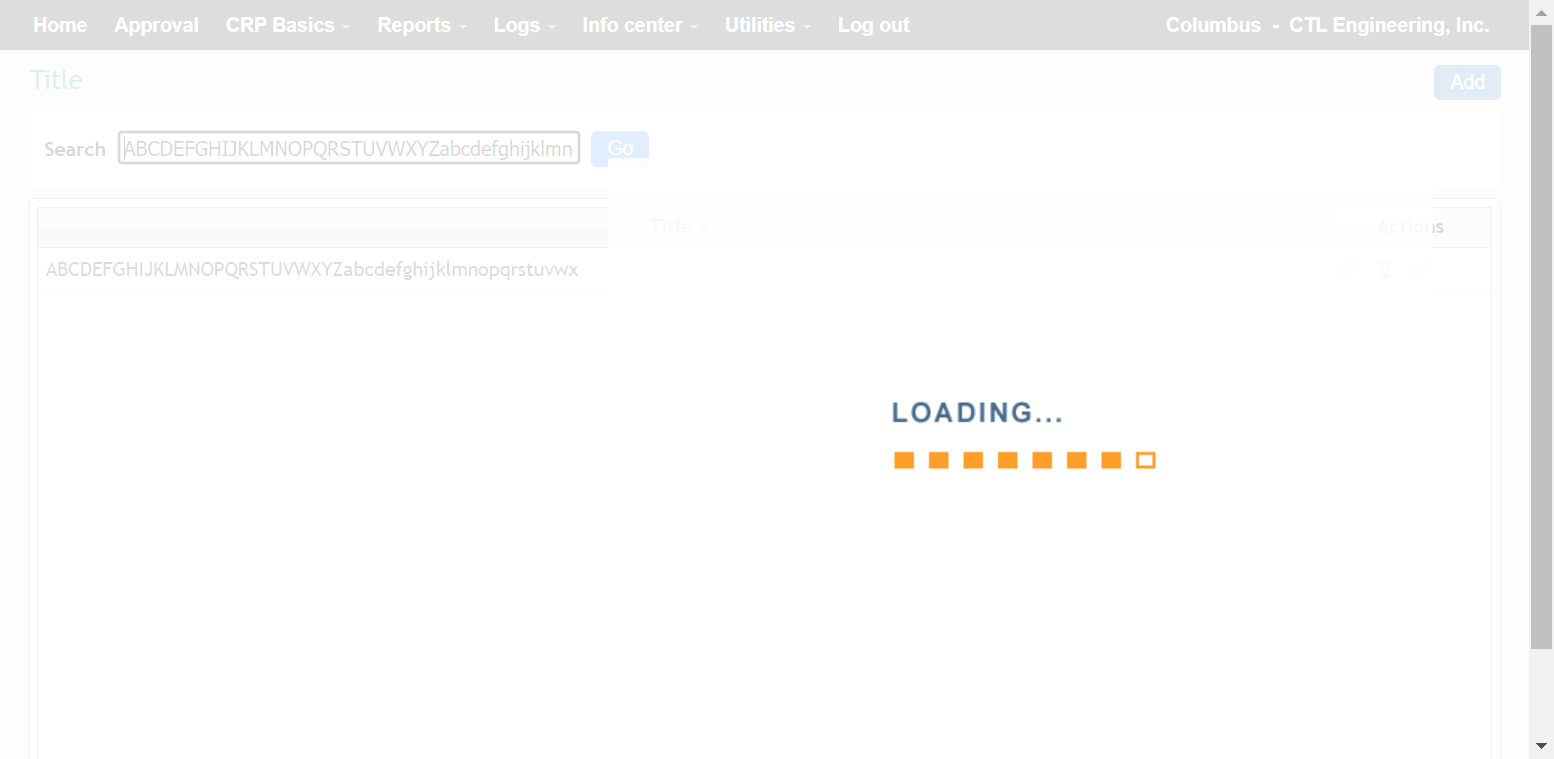 Home Approval CRP Basics Reports Logs Info center Utilities Log out Columbus - CTL Engineering, Inc.
Title Add
Search ABCDEFGHIJKLMNOPQRSTUVWXYZabcdefghijklmn Go
Title Actions
ABCDEFGHIJKLMNOPQRSTUVWXYZabcdefghijklmnopqrstuvwx
LOADING...